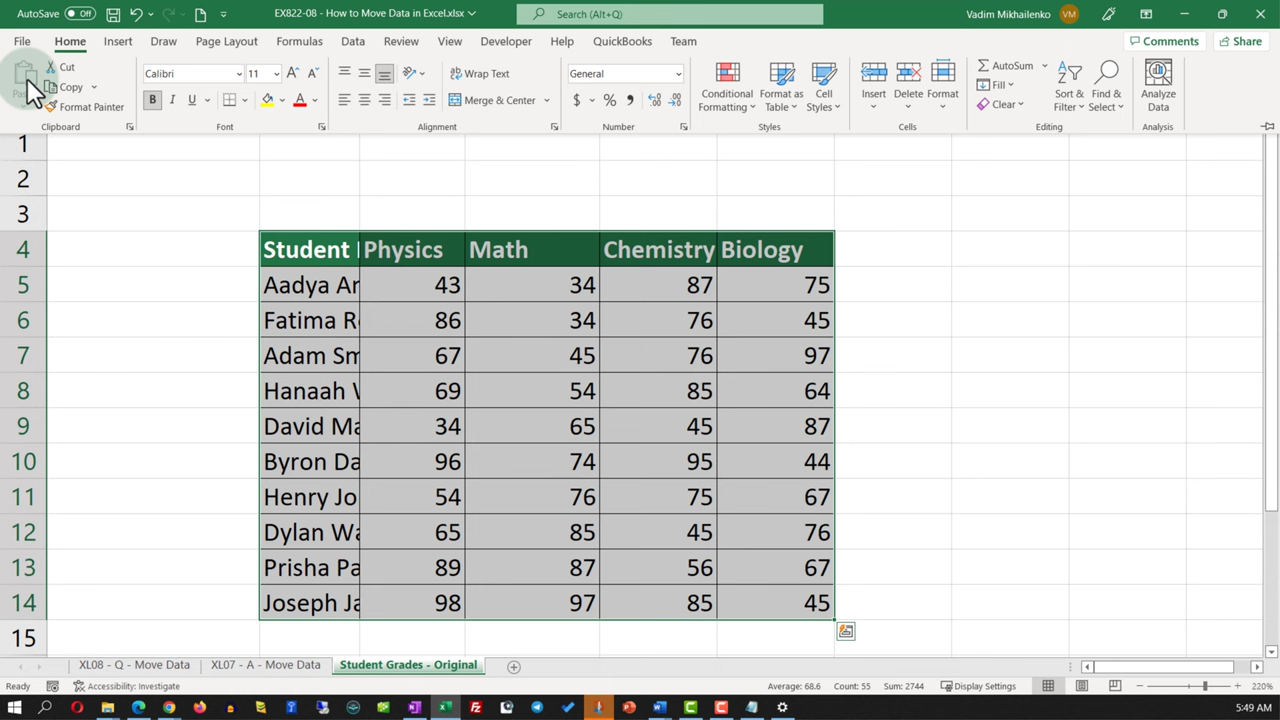 AutoSave Off EX822-08 - How to Move Data in Excel.xlsx Search (Alt+Q) Vadim Mikhailenko VM
File Home Insert Draw Page Layout Formulas Data Review View Developer Help QuickBooks Team Comments Share
Cut
Copy
Format Painter
Clipboard
Calibri 11
B I U A
Font
Wrap Text
Merge & Center
Alignment
General
$ % 9
Number
Conditional Formatting
Format as Table
Cell Styles
Styles
Insert Delete Format
Cells
AutoSum
Fill
Clear
Sort & Filter
Find & Select
Editing
Analyze Data
Analysis
1
2
3
4 Student Physics Math Chemistry Biology
5 Aadya Ar 43 34 87 75
6 Fatima Re 86 34 76 45
7 Adam Sm 67 45 76 97
8 Hanaah 69 54 85 64
9 David Ma 34 65 45 87
10 Byron Da 96 74 95 44
11 Henry Jo 54 76 75 67
12 Dylan Wa 65 85 45 76
13 Prisha Pa 89 87 56 67
14 Joseph Ja 98 97 85 45
15
XL08 - Q - Move Data XL07 - A - Move Data Student Grades - Original
Ready Accessibility: Investigate Average: 68.6 Count: 55 Sum: 2744 Display Settings 220%
5:49 AM